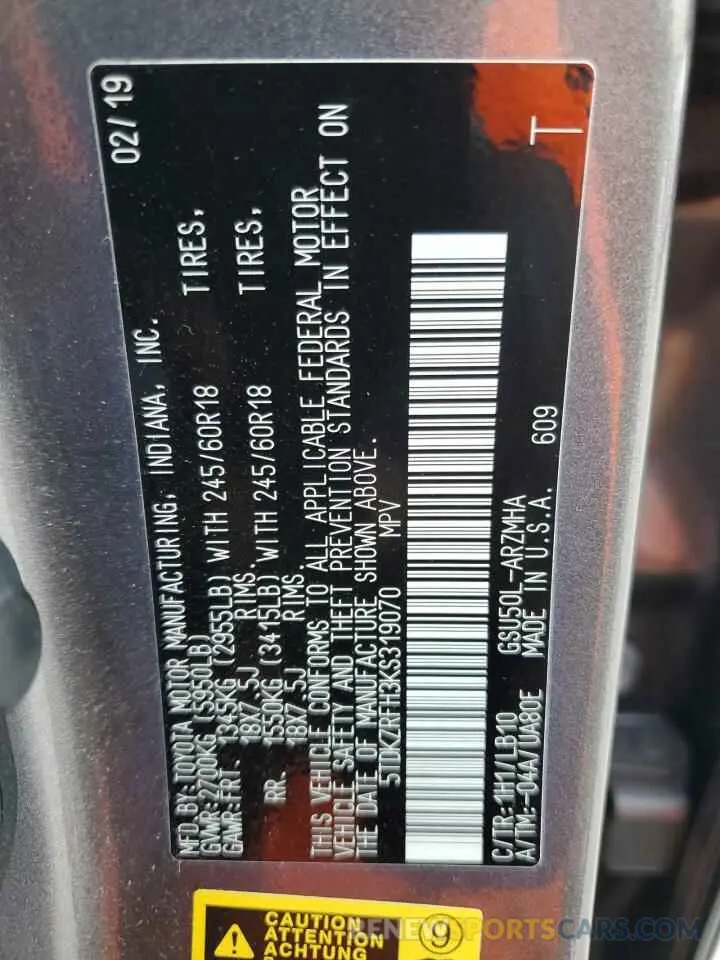 MFD.BY:TOYOTA MOTOR MANUFACTURING, INDIANA, INC. 02/19
GVWR:2700KG (5950LB)
GAWR:FRT. 1345KG (2955LB) WITH 245/60R18 TIRES,
18X7.5J RIMS.
RR. 1550KG (3415LB) WITH 245/60R18 TIRES,
18X7.5J RIMS.
THIS VEHICLE CONFORMS TO ALL APPLICABLE FEDERAL MOTOR
VEHICLE SAFETY AND THEFT PREVENTION STANDARDS IN EFFECT ON
THE DATE OF MANUFACTURE SHOWN ABOVE.
5TDKZRFH3KS319070 MPV
C/TR:1H1/LB10 GSU50L-ARZMHA
A/TM:-04A/UA80E MADE IN U.S.A. 609
T
CAUTION
ATTENTION
ACHTUNG
9
RENEWSPORTSCARS.COM